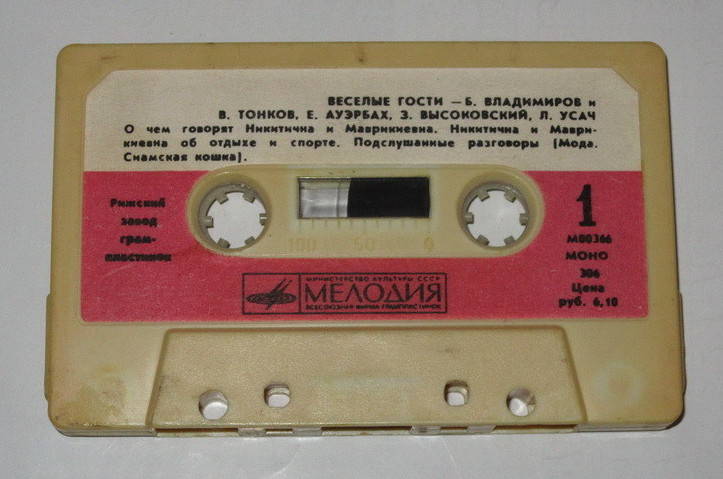 ВЕСЕЛЫЕ ГОСТИ — Б. ВЛАДИМИРОВ и
В. ТОНКОВ, Е. АУЭРБАХ, З. ВЫСОКОВСКИЙ, Л. УСАЧ
О чем говорят Никитична и Маврикиевна. Никитична и Маври-
киевна об отдыхе и спорте. Подслушанные разговоры (Мода.
Сиамская кошка).
Рижский
завод
грам-
пластинок
1
М00366
МОНО
306
Цена
руб. 6,10
100 50 0
МИНИСТЕРСТВО КУЛЬТУРЫ СССР
МЕЛОДИЯ
ВСЕСОЮЗНАЯ ФИРМА ГРАМПЛАСТИНОК